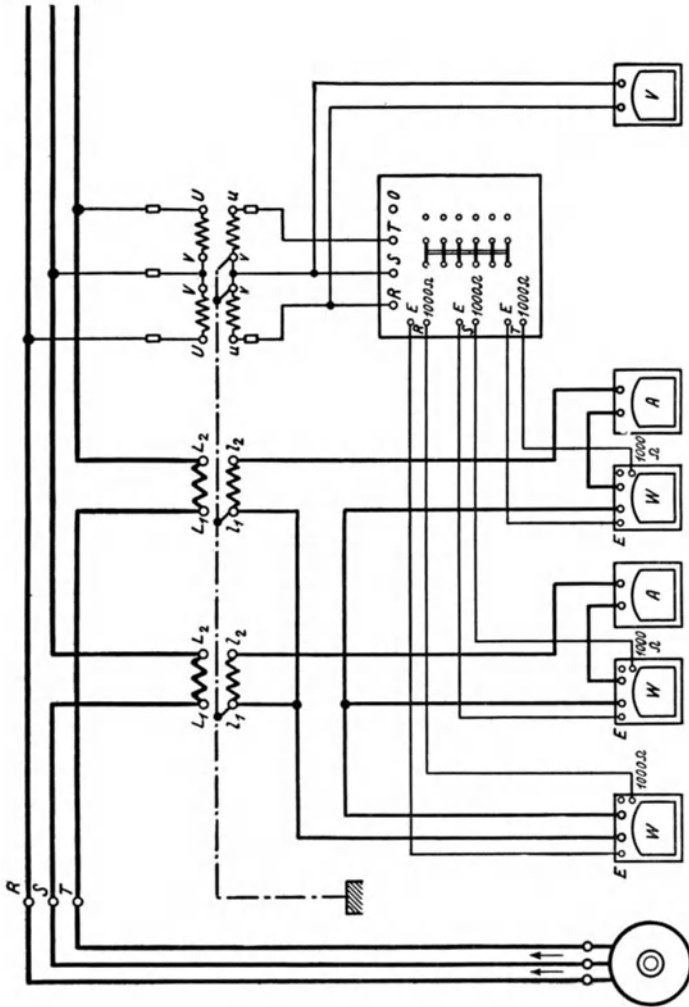 R
S
T
U V V U
u v v u
L₁ L₂
l₁ l₂
L₁ L₂
l₁ l₂
R S T O
E
R 1000Ω
E
S 1000Ω
E
T 1000Ω
V
E
W
1000Ω
E
W
1000
Ω
A
E
W
1000
Ω
A